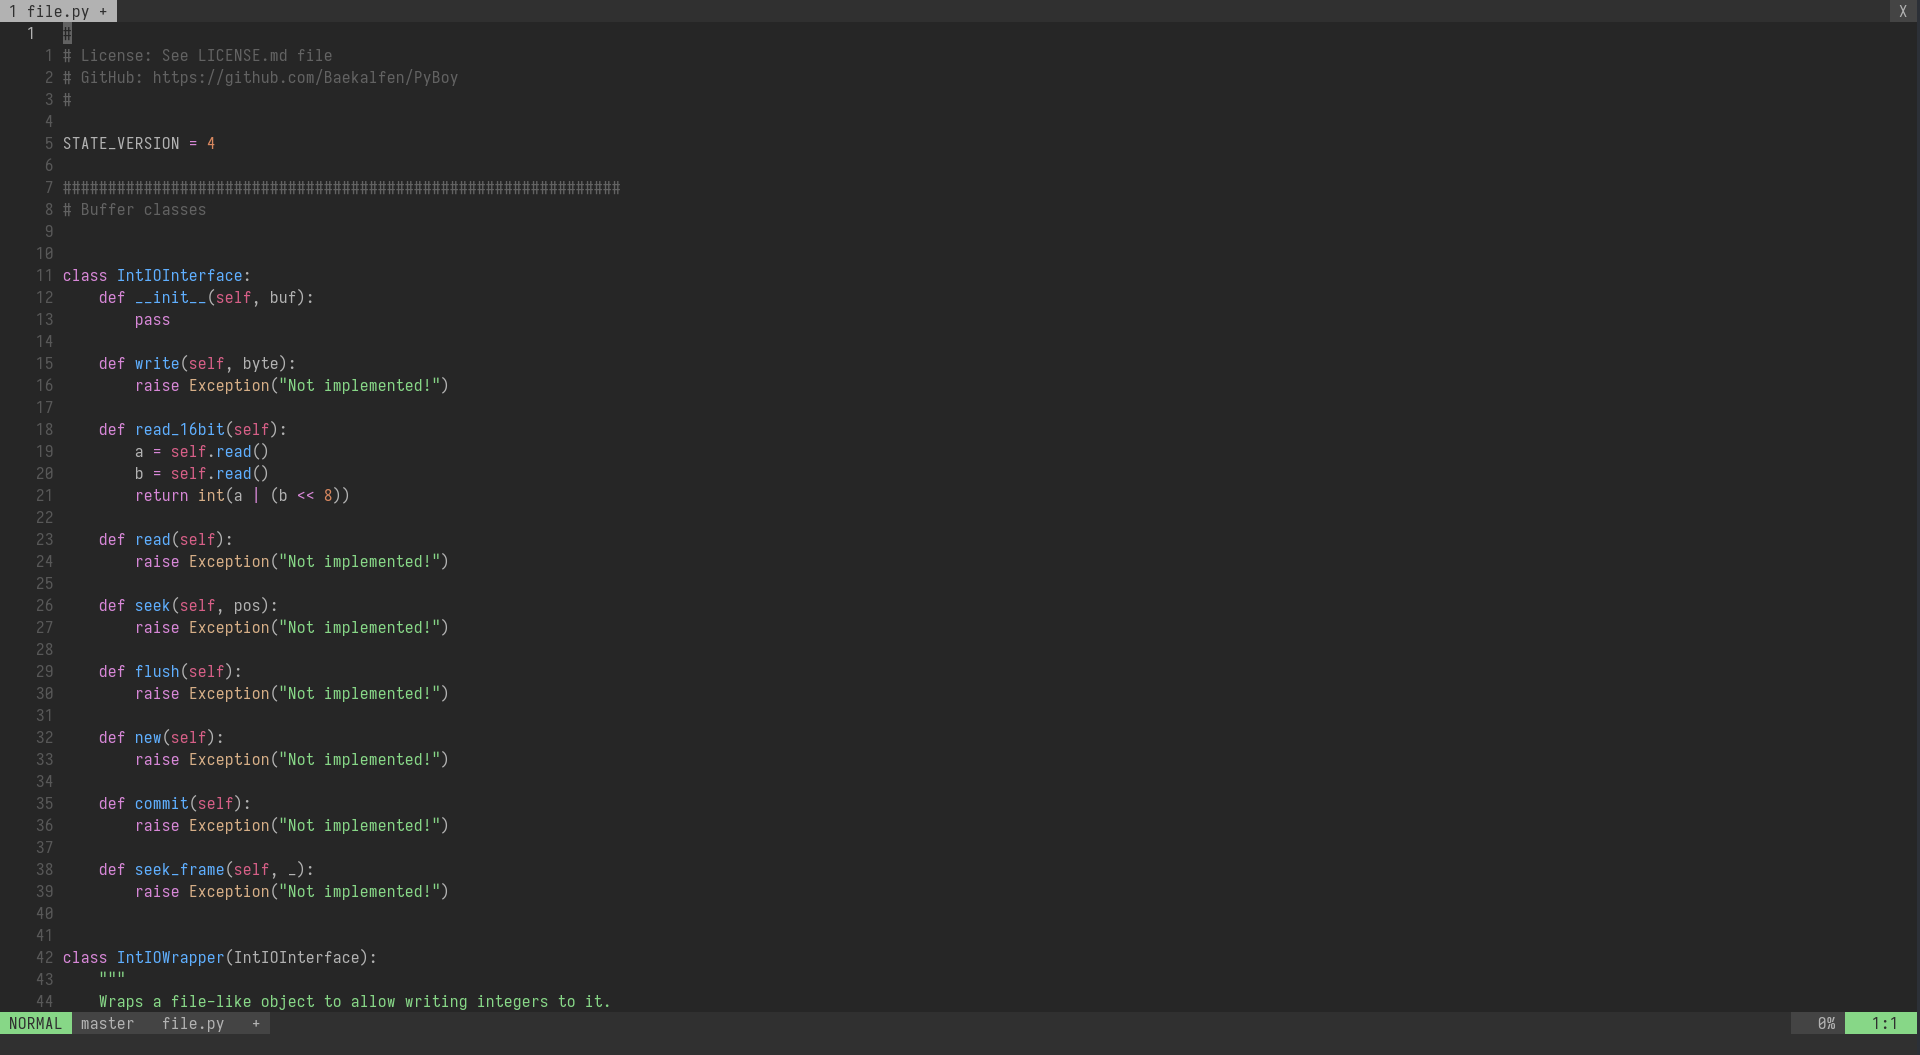 1 file.py + X
1 #
1 # License: See LICENSE.md file
2 # GitHub: https://github.com/Baekalfen/PyBoy
3 #
4
5 STATE_VERSION = 4
6
7 ##############################################################
8 # Buffer classes
9
10
11 class IntIOInterface:
12     def __init__(self, buf):
13         pass
14
15     def write(self, byte):
16         raise Exception("Not implemented!")
17
18     def read_16bit(self):
19         a = self.read()
20         b = self.read()
21         return int(a | (b << 8))
22
23     def read(self):
24         raise Exception("Not implemented!")
25
26     def seek(self, pos):
27         raise Exception("Not implemented!")
28
29     def flush(self):
30         raise Exception("Not implemented!")
31
32     def new(self):
33         raise Exception("Not implemented!")
34
35     def commit(self):
36         raise Exception("Not implemented!")
37
38     def seek_frame(self, _):
39         raise Exception("Not implemented!")
40
41
42 class IntIOWrapper(IntIOInterface):
43     """
44     Wraps a file-like object to allow writing integers to it.
NORMAL master file.py + 0% 1:1